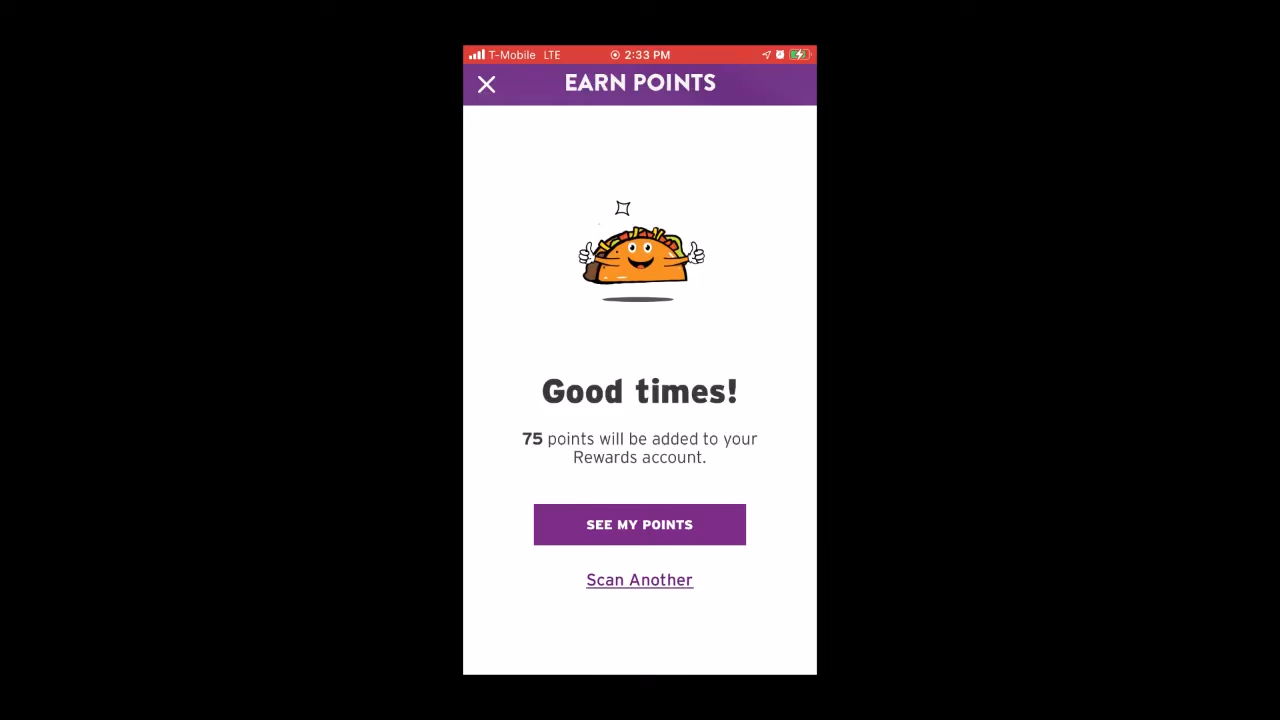 T-Mobile LTE 2:33 PM
EARN POINTS
Good times!
75 points will be added to your
Rewards account.
SEE MY POINTS
Scan Another